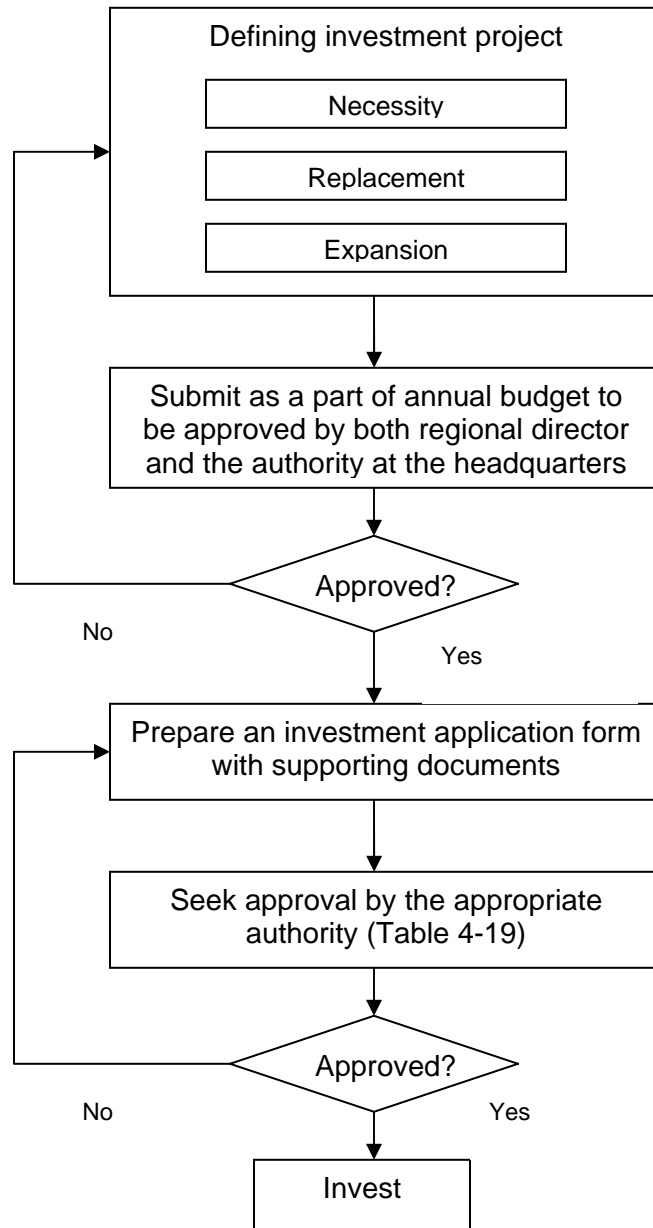 Defining investment project
Necessity
Replacement
Expansion
Submit as a part of annual budget to
be approved by both regional director
and the authority at the headquarters
Approved?
No
Yes
Prepare an investment application form
with supporting documents
Seek approval by the appropriate
authority (Table 4-19)
Approved?
No
Yes
Invest